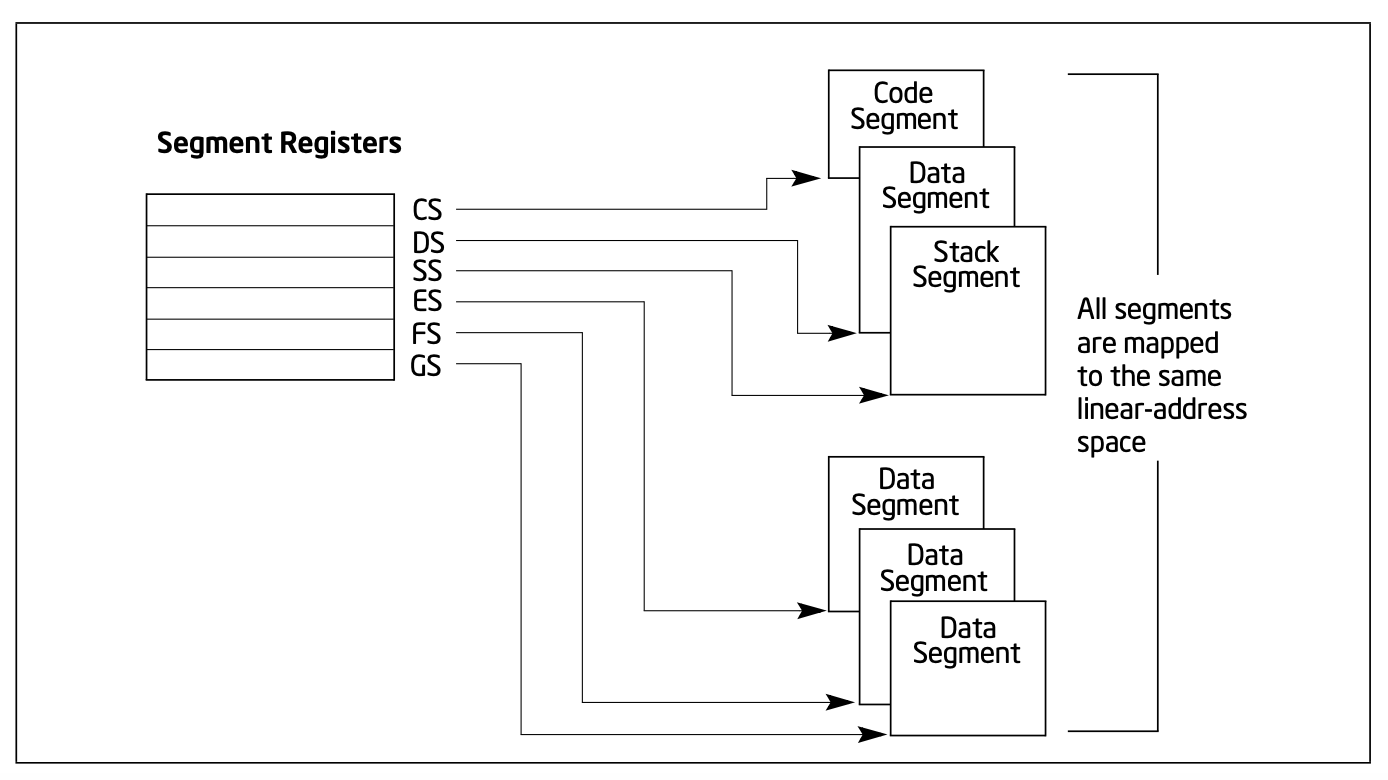 Segment Registers
CS
DS
SS
ES
FS
GS
Code
Segment
Data
Segment
Stack
Segment
Data
Segment
Data
Segment
Data
Segment
All segments
are mapped
to the same
linear-address
space